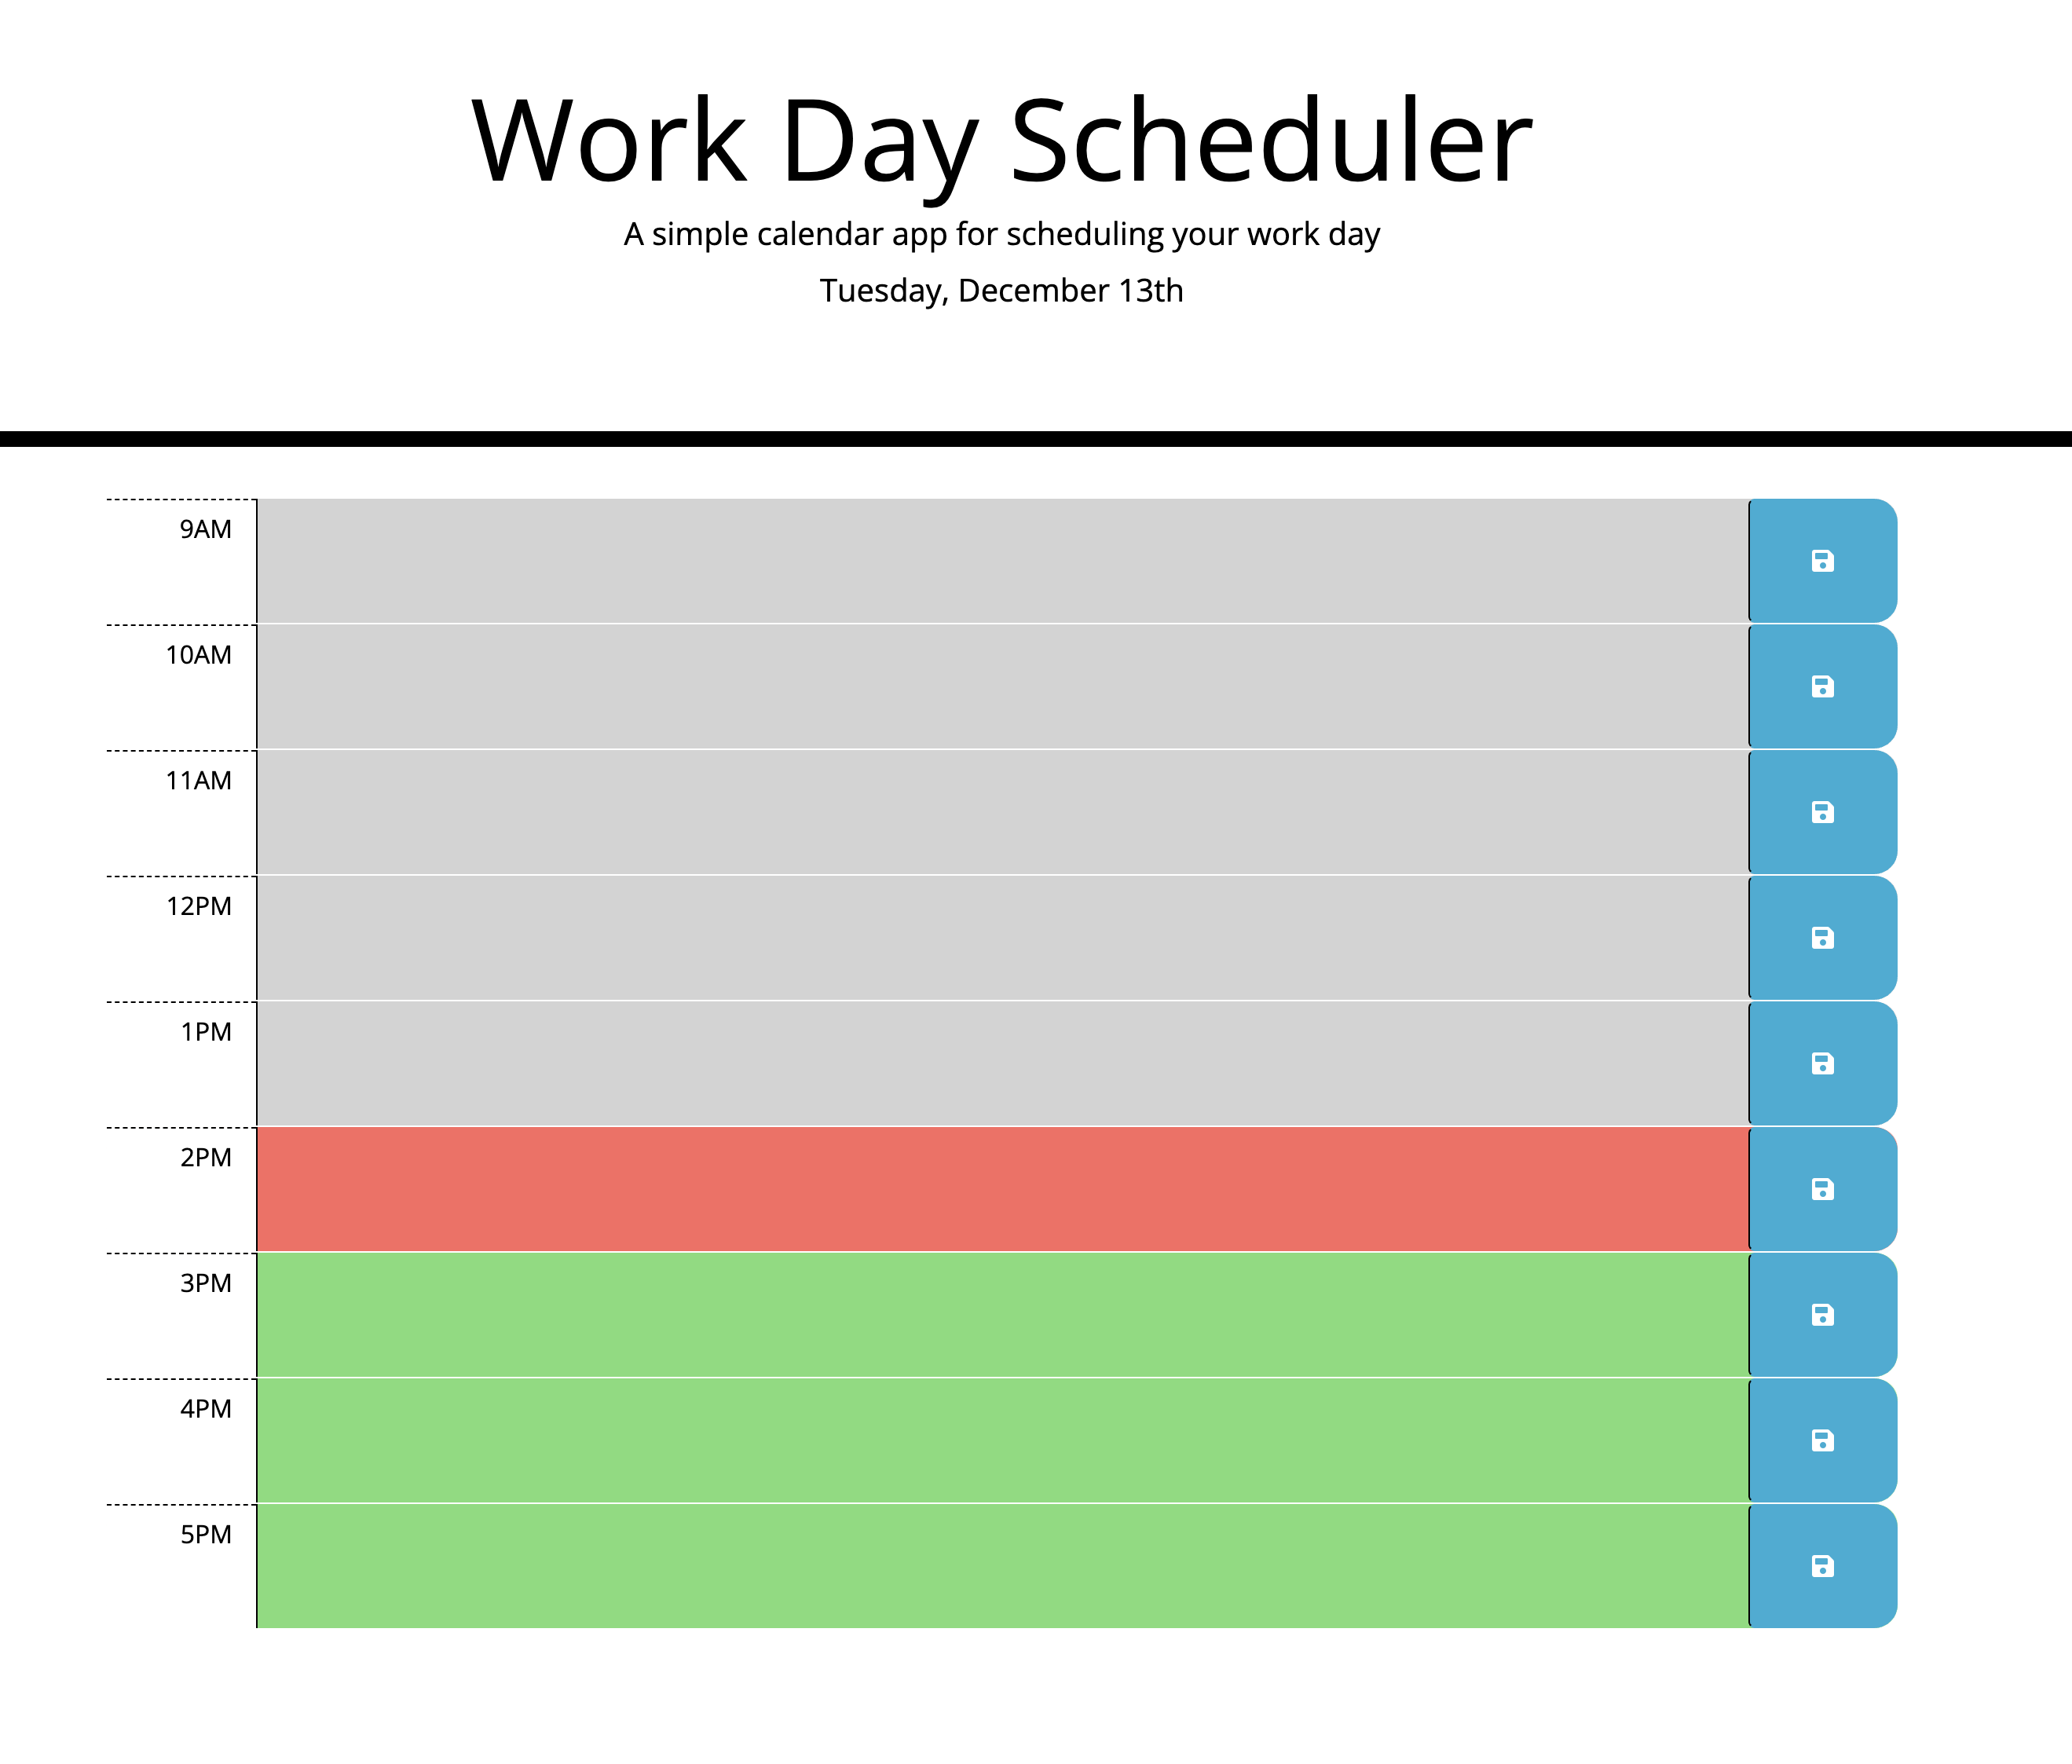 Work Day Scheduler
A simple calendar app for scheduling your work day
Tuesday, December 13th
9AM
10AM
11AM
12PM
1PM
2PM
3PM
4PM
5PM